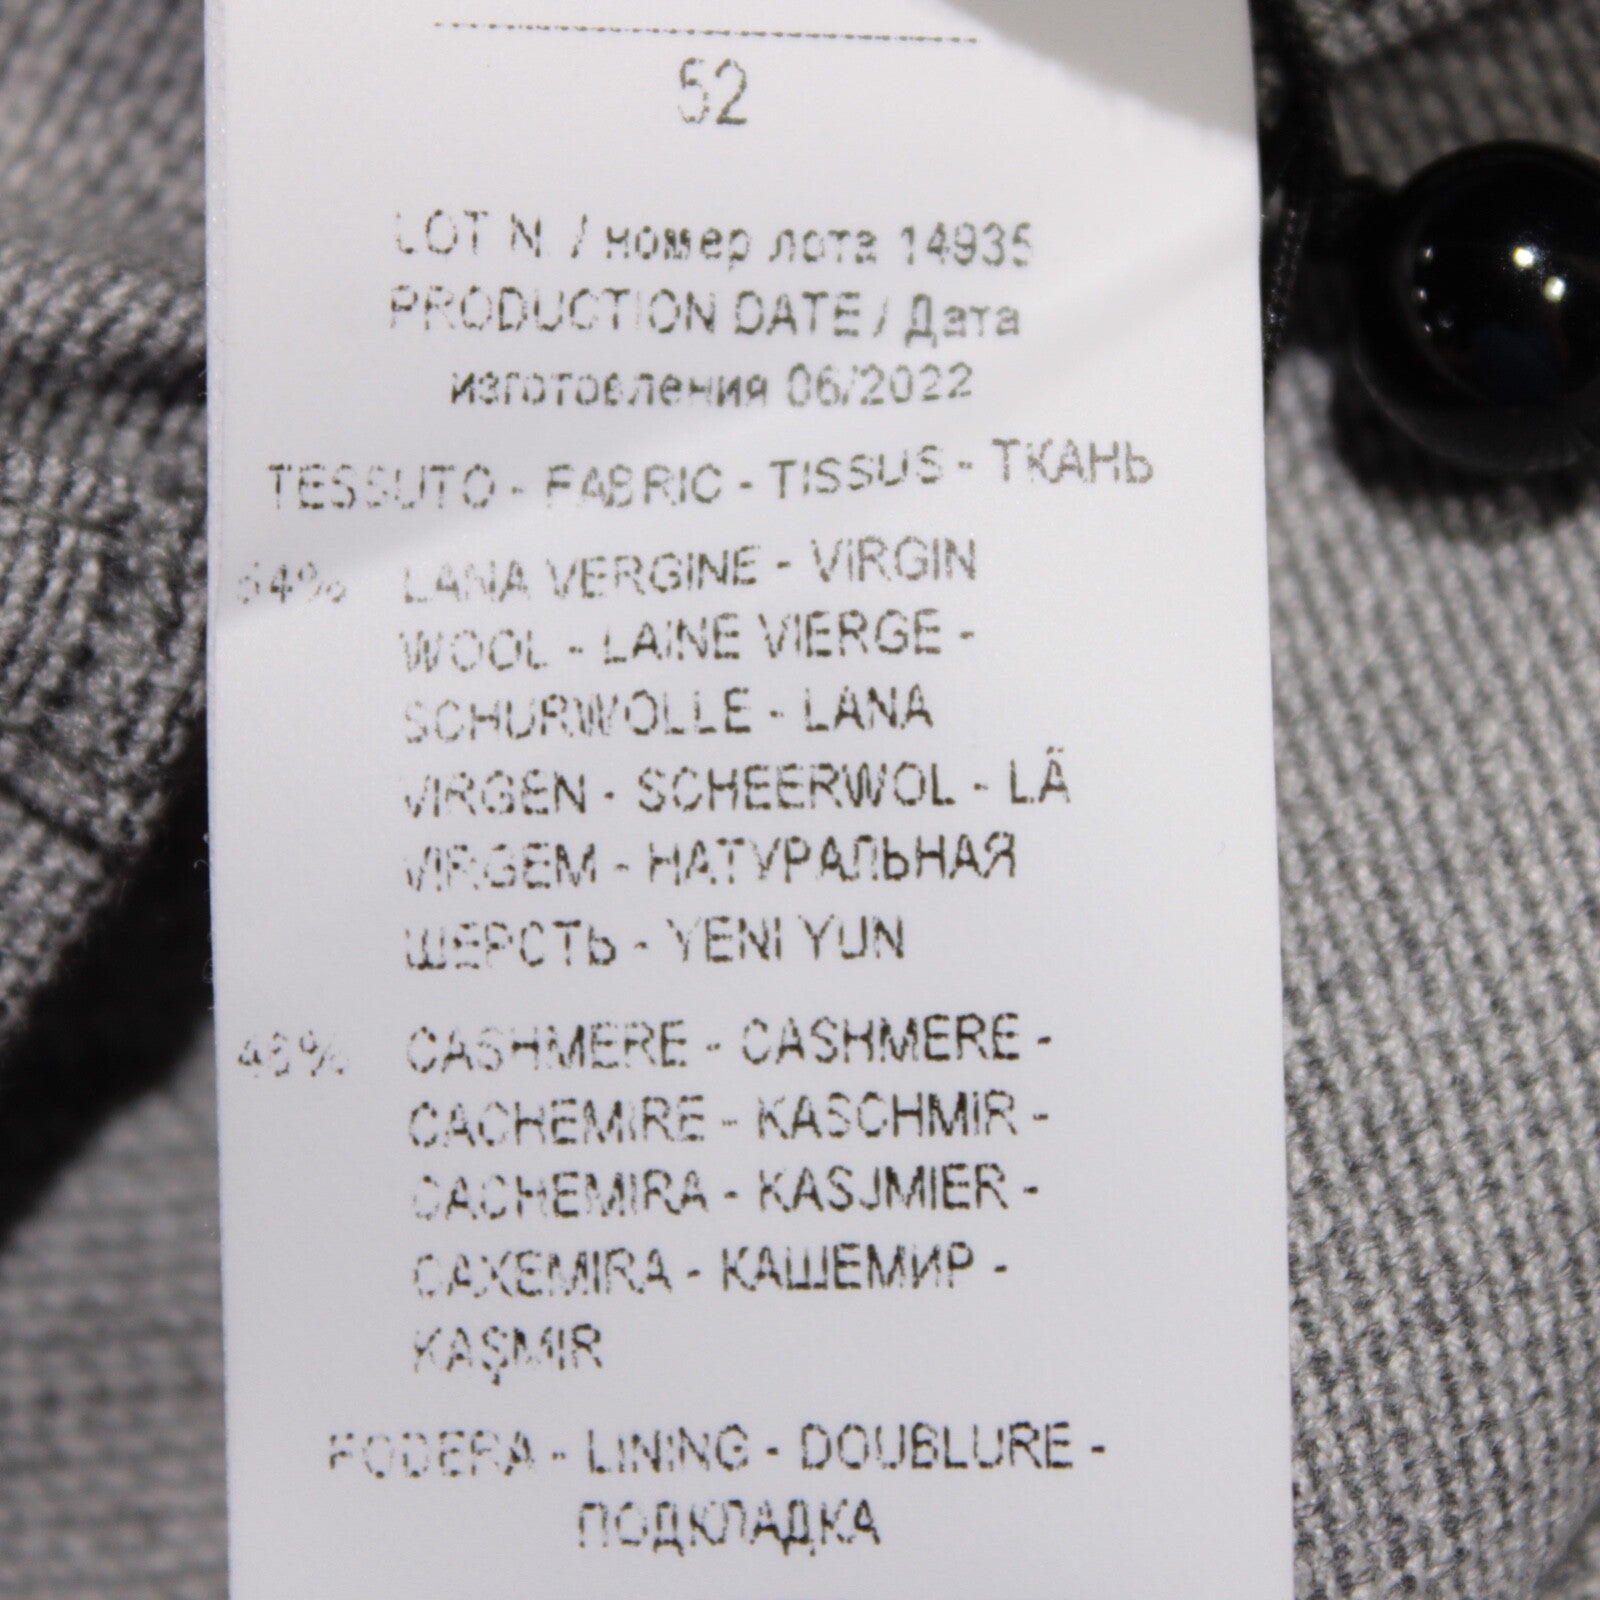 52
LOT N. / номер лота 14935
PRODUCTION DATE / Дата
изготовления 06/2022
TESSUTO - FABRIC - TISSUS - ТКАНЬ
54% LANA VERGINE - VIRGIN
WOOL - LAINE VIERGE -
SCHURWOLLE - LANA
VIRGEN - SCHEERWOL - LÃ
VIRGEM - НАТУРАЛЬНАЯ
ШЕРСТЬ - YENI YUN
46% CASHMERE - CASHMERE -
CACHEMIRE - KASCHMIR -
CACHEMIRA - KASJMIER -
CAXEMIRA - КАШЕМИР -
KAŞMIR
FODERA - LINING - DOUBLURE -
ПОДКЛАДКА